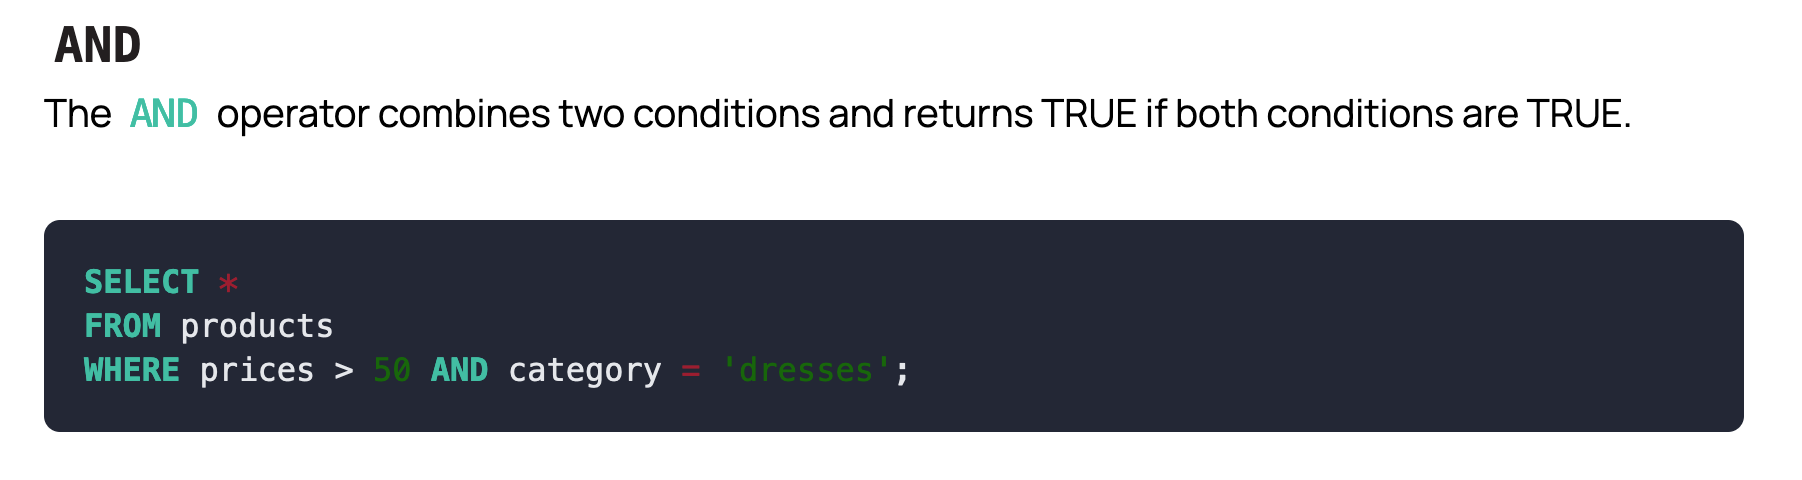 AND
The AND operator combines two conditions and returns TRUE if both conditions are TRUE.
SELECT *
FROM products
WHERE prices > 50 AND category = 'dresses';